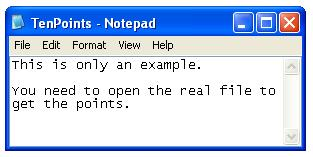 TenPoints - Notepad
File Edit Format View Help
This is only an example.
You need to open the real file to
get the points.